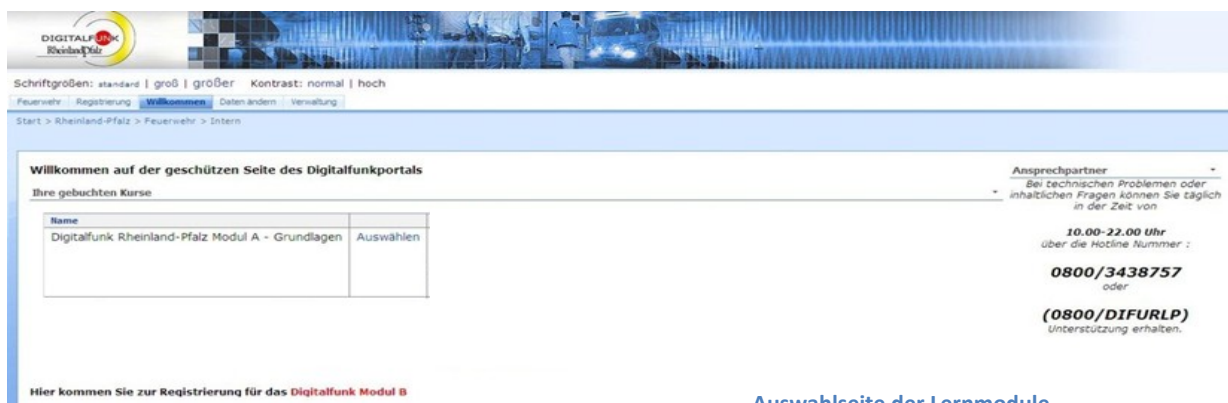 DIGITALFUNK
RheinlandPfalz
Schriftgrößen: standard | groß | größer Kontrast: normal | hoch
Feuerwehr Registrierung Willkommen Daten ändern Verwaltung
Start > Rheinland-Pfalz > Feuerwehr > Intern
Willkommen auf der geschützen Seite des Digitalfunkportals
Ihre gebuchten Kurse
Name
Digitalfunk Rheinland-Pfalz Modul A - Grundlagen Auswählen
Hier kommen Sie zur Registrierung für das Digitalfunk Modul B
Ansprechpartner
Bei technischen Problemen oder
inhaltlichen Fragen können Sie täglich
in der Zeit von
10.00-22.00 Uhr
über die Hotline Nummer :
0800/3438757
oder
(0800/DIFURLP)
Unterstützung erhalten.
Auswahlseite der Lernmodule